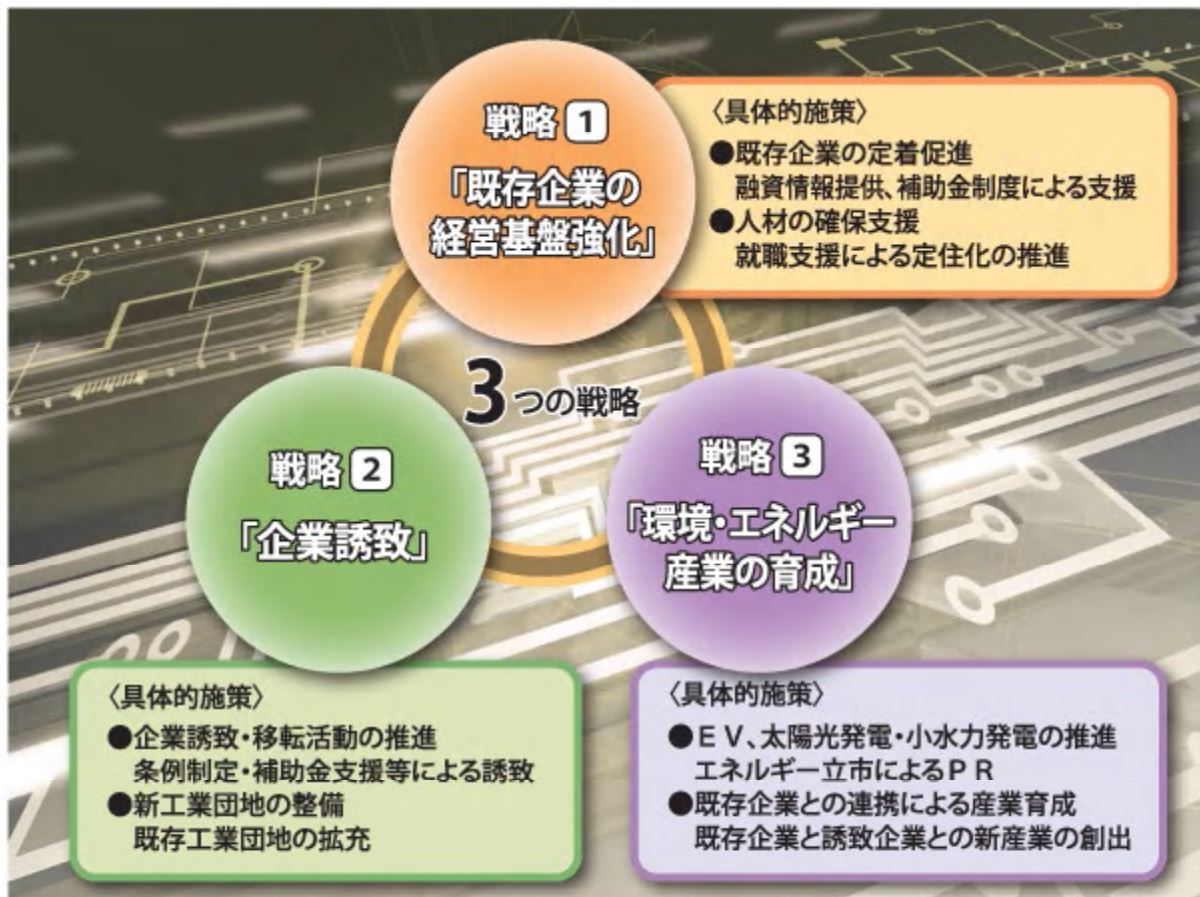 戦略 1
「既存企業の
経営基盤強化」
〈具体的施策〉
●既存企業の定着促進
融資情報提供、補助金制度による支援
●人材の確保支援
就職支援による定住化の推進
3つの戦略
戦略 2
「企業誘致」
〈具体的施策〉
●企業誘致・移転活動の推進
条例制定・補助金支援等による誘致
●新工業団地の整備
既存工業団地の拡充
戦略 3
「環境・エネルギー
産業の育成」
〈具体的施策〉
●ＥＶ、太陽光発電・小水力発電の推進
エネルギー立市によるＰＲ
●既存企業との連携による産業育成
既存企業と誘致企業との新産業の創出